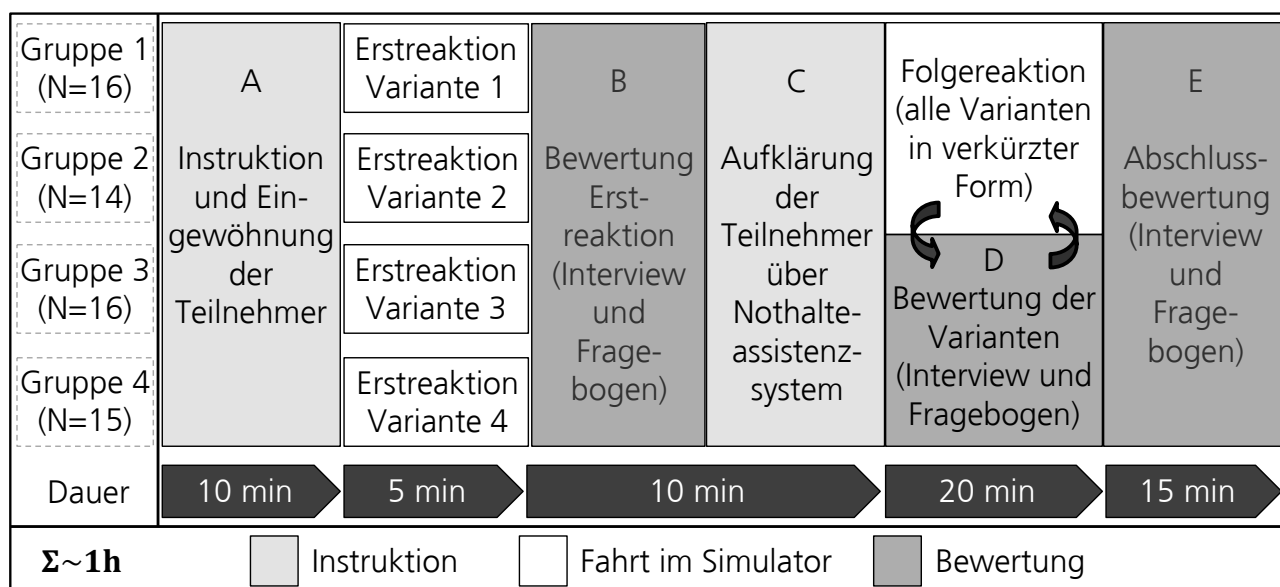 Gruppe 1
(N=16)
Gruppe 2
(N=14)
Gruppe 3
(N=16)
Gruppe 4
(N=15)
A
Instruktion
und Ein-
gewöhnung
der
Teilnehmer
Erstreaktion
Variante 1
Erstreaktion
Variante 2
Erstreaktion
Variante 3
Erstreaktion
Variante 4
B
Bewertung
Erst-
reaktion
(Interview
und
Frage-
bogen)
C
Aufklärung
der
Teilnehmer
über
Nothalte-
assistenz-
system
Folgereaktion
(alle Varianten
in verkürzter
Form)
D
Bewertung der
Varianten
(Interview und
Fragebogen)
E
Abschluss-
bewertung
(Interview
und
Frage-
bogen)
Dauer
10 min
5 min
10 min
20 min
15 min
Σ~1h
Instruktion
Fahrt im Simulator
Bewertung